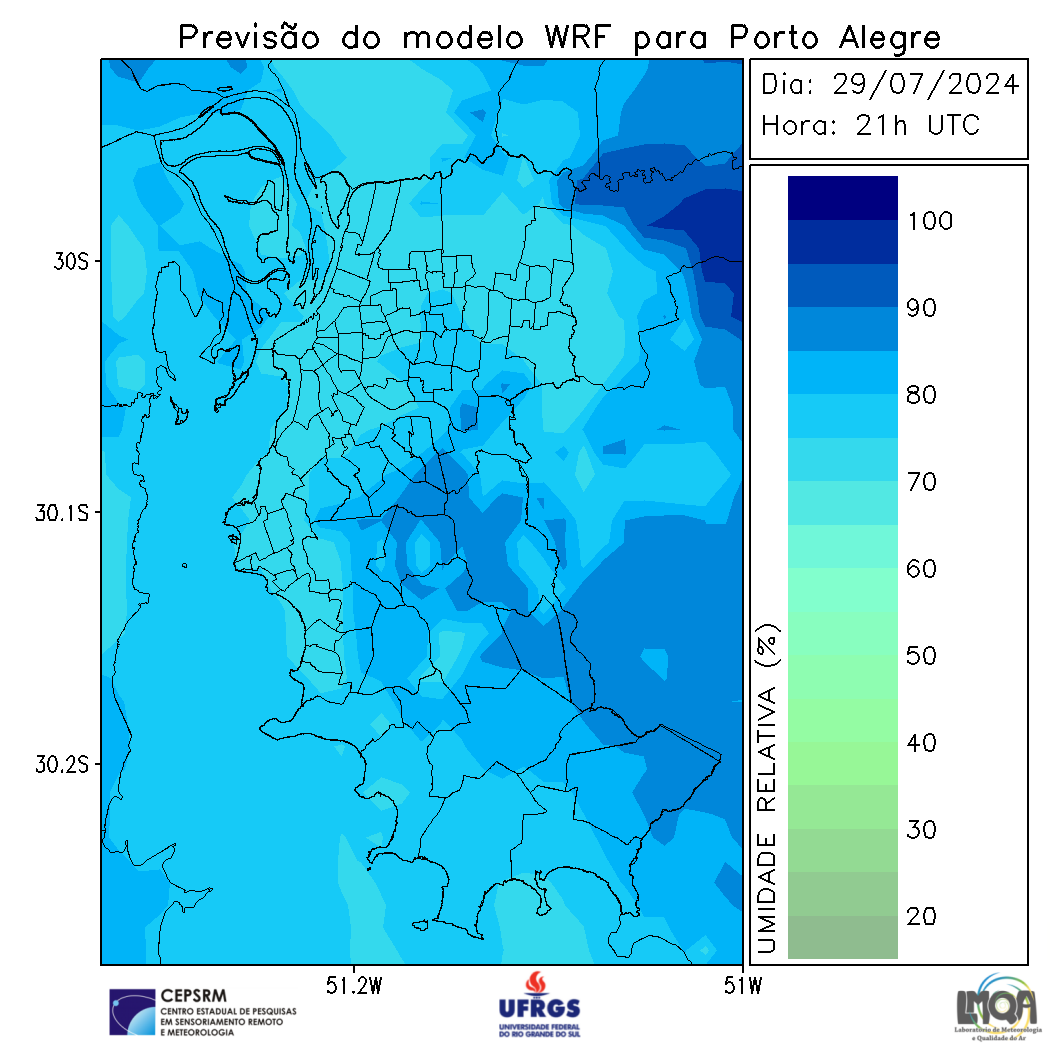 Previsão do modelo WRF para Porto Alegre
Dia: 29/07/2024
Hora: 21h UTC
30S
30.1S
30.2S
51.2W
51W
100
90
80
70
60
50
40
30
20
UMIDADE RELATIVA (%)
CEPSRM
CENTRO ESTADUAL DE PESQUISAS
EM SENSORIAMENTO REMOTO
E METEOROLOGIA
UFRGS
UNIVERSIDADE FEDERAL
DO RIO GRANDE DO SUL
LMQA
Laboratório de Meteorologia
e Qualidade do Ar